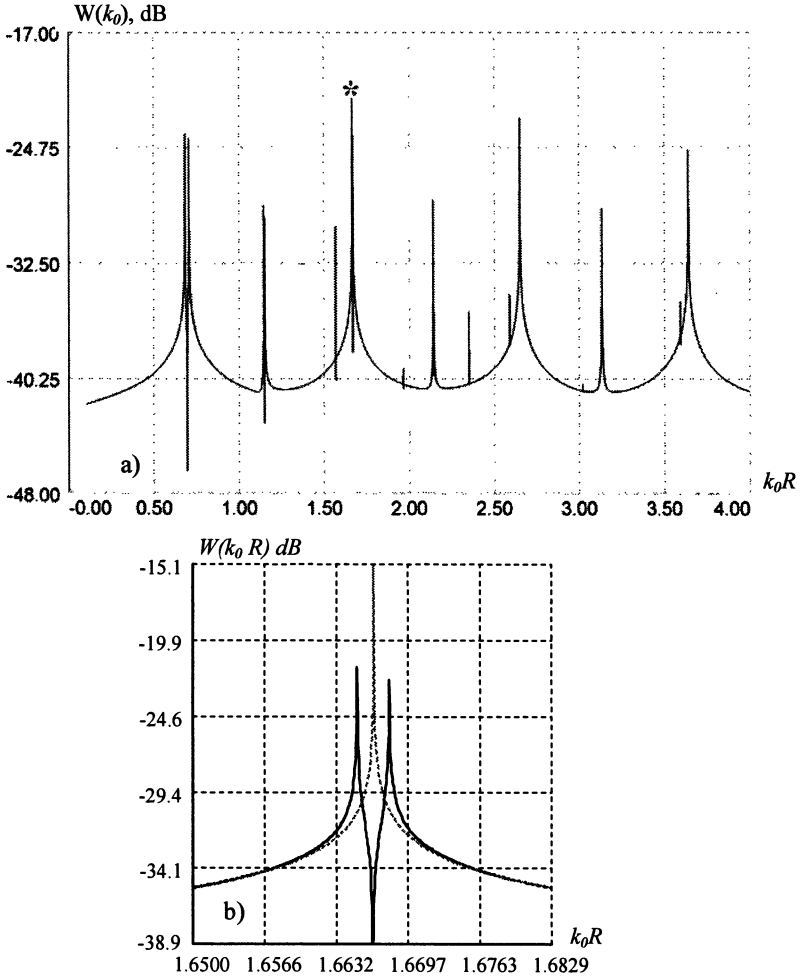 W(k₀), dB
-17.00
*
-24.75
-32.50
-40.25
a)
-48.00
k₀R
-0.00 0.50 1.00 1.50 2.00 2.50 3.00 3.50 4.00
W(k₀ R) dB
-15.1
-19.9
-24.6
-29.4
-34.1
b)
-38.9
k₀R
1.6500 1.6566 1.6632 1.6697 1.6763 1.6829